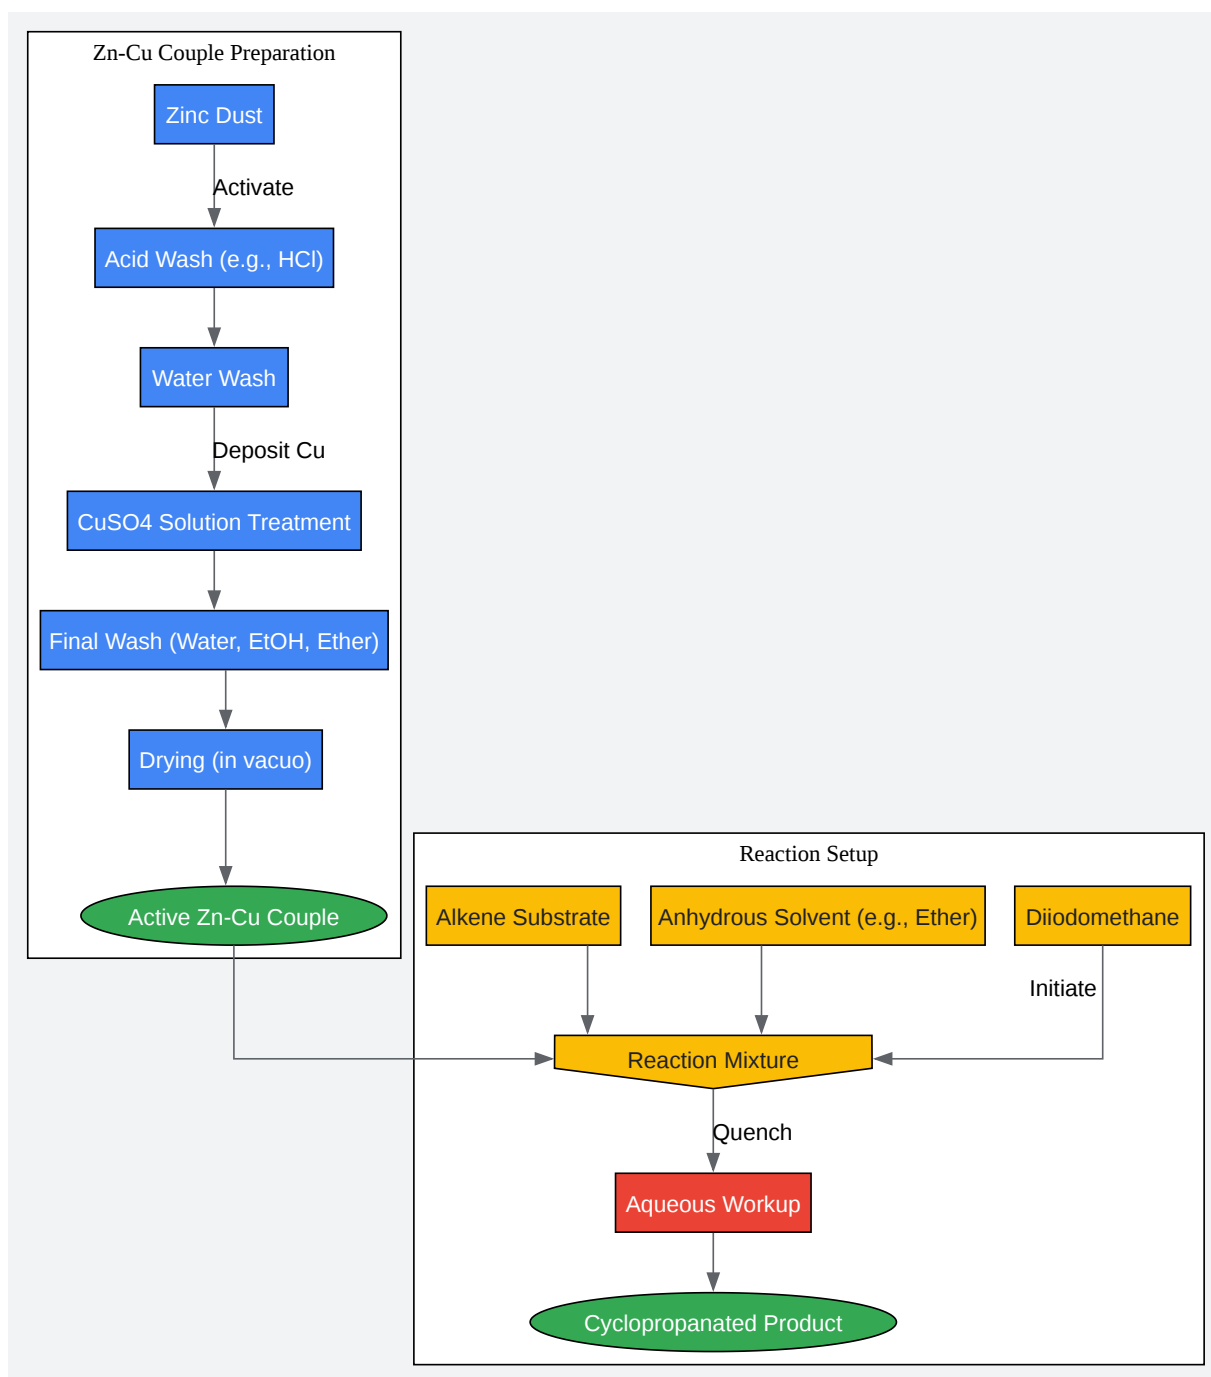 Zn-Cu Couple Preparation
Zinc Dust
Activate
Acid Wash (e.g., HCl)
Water Wash
Deposit Cu
CuSO4 Solution Treatment
Final Wash (Water, EtOH, Ether)
Drying (in vacuo)
Active Zn-Cu Couple
Reaction Setup
Alkene Substrate
Anhydrous Solvent (e.g., Ether)
Diiodomethane
Initiate
Reaction Mixture
Quench
Aqueous Workup
Cyclopropanated Product